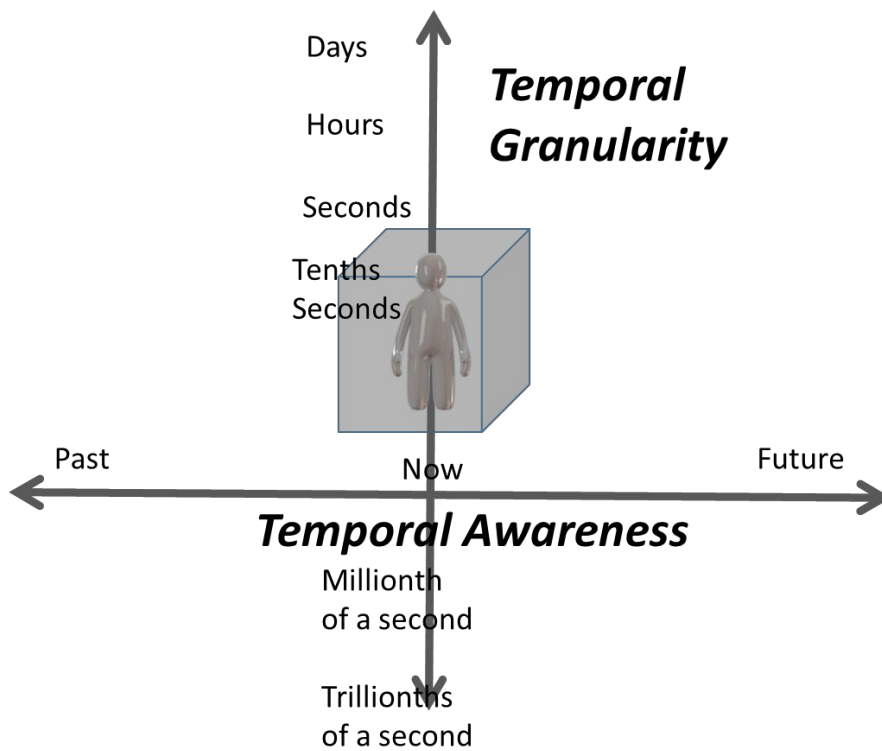 Days
Temporal
Granularity
Hours
Seconds
Tenths
Seconds
Past
Now
Future
Temporal Awareness
Millionth
of a second
Trillionths
of a second